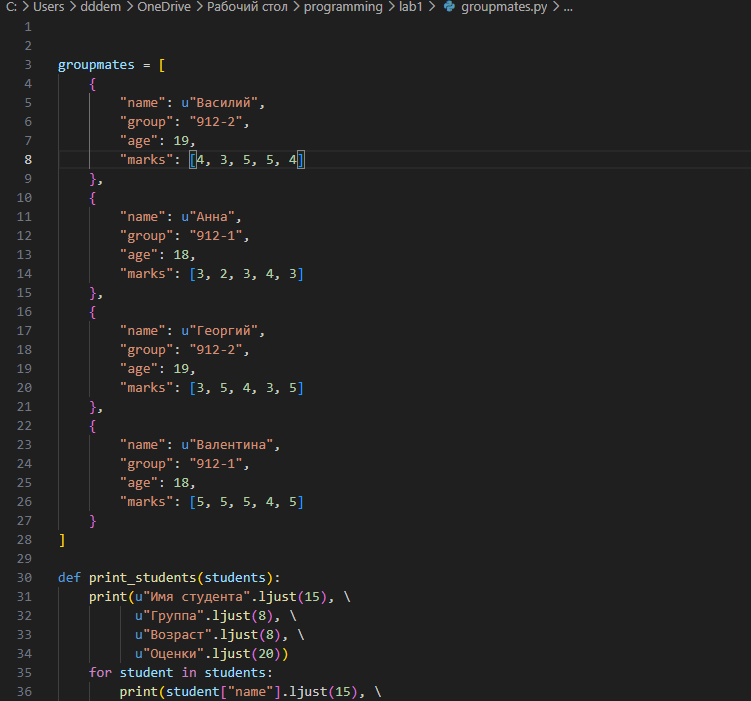 C: > Users > dddem > OneDrive > Рабочий стол > programming > lab1 > groupmates.py > ...
1
2
3 groupmates = [
4     {
5         "name": u"Василий",
6         "group": "912-2",
7         "age": 19,
8         "marks": [4, 3, 5, 5, 4]
9     },
10     {
11         "name": u"Анна",
12         "group": "912-1",
13         "age": 18,
14         "marks": [3, 2, 3, 4, 3]
15     },
16     {
17         "name": u"Георгий",
18         "group": "912-2",
19         "age": 19,
20         "marks": [3, 5, 4, 3, 5]
21     },
22     {
23         "name": u"Валентина",
24         "group": "912-1",
25         "age": 18,
26         "marks": [5, 5, 5, 4, 5]
27     }
28 ]
29
30 def print_students(students):
31     print(u"Имя студента".ljust(15), \
32           u"Группа".ljust(8), \
33           u"Возраст".ljust(8), \
34           u"Оценки".ljust(20))
35     for student in students:
36         print(student["name"].ljust(15), \